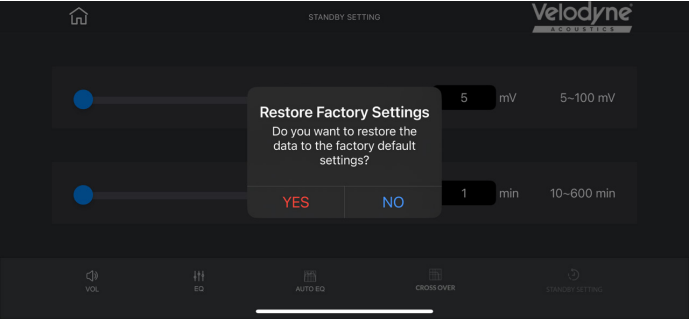 STANDBY SETTING
Velodyne®
ACOUSTICS
5 mV 5~100 mV
Restore Factory Settings
Do you want to restore the
data to the factory default
settings?
YES NO
1 min 10~600 min
VOL EQ AUTO EQ CROSS OVER STANDBY SETTING